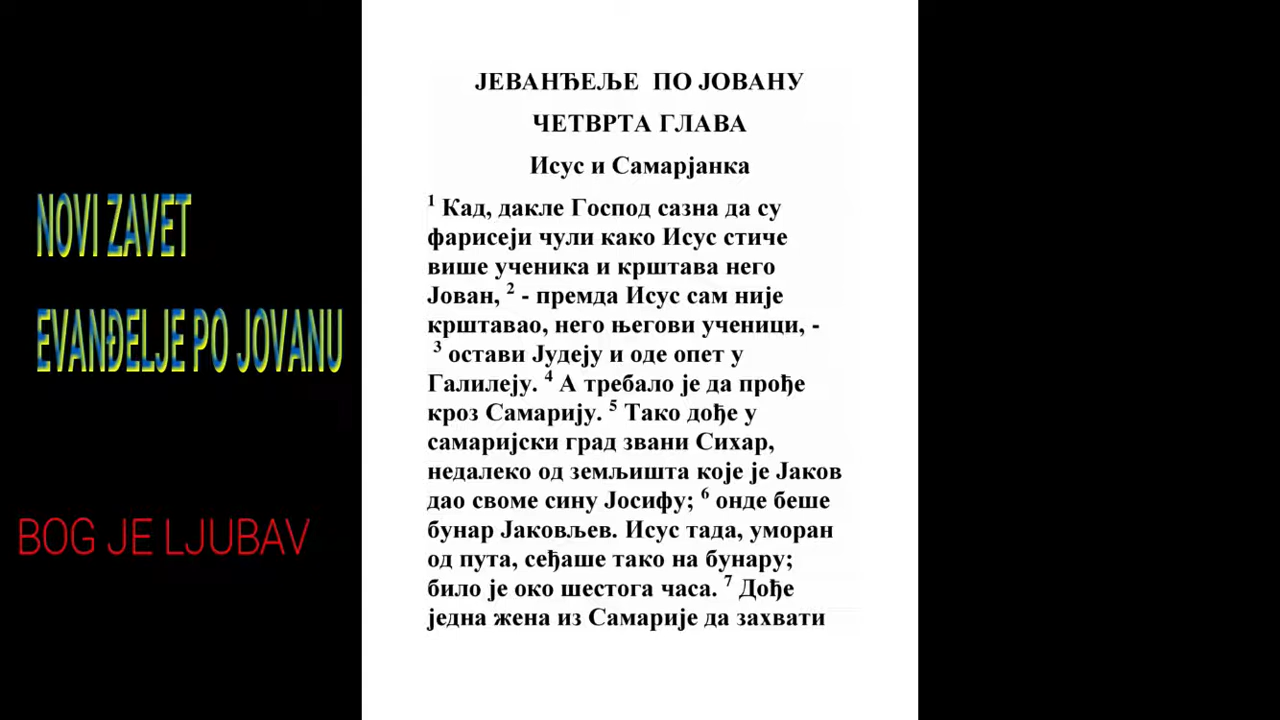 NOVI ZAVET
EVANĐELJE PO JOVANU
BOG JE LJUBAV
ЈЕВАНЂЕЉЕ ПО ЈОВАНУ
ЧЕТВРТА ГЛАВА
Исус и Самарјанка
1 Кад, дакле Господ сазна да су
фарисеји чули како Исус стиче
више ученика и крштава него
Јован, 2 - премда Исус сам није
крштавао, него његови ученици, -
3 остави Јудеју и оде опет у
Галилеју. 4 А требало је да прође
кроз Самарију. 5 Тако дође у
самаријски град звани Сихар,
недалеко од земљишта које је Јаков
дао своме сину Јосифу; 6 онде беше
бунар Јаковљев. Исус тада, уморан
од пута, сеђаше тако на бунару;
било је око шестога часа. 7 Дође
једна жена из Самарије да захвати